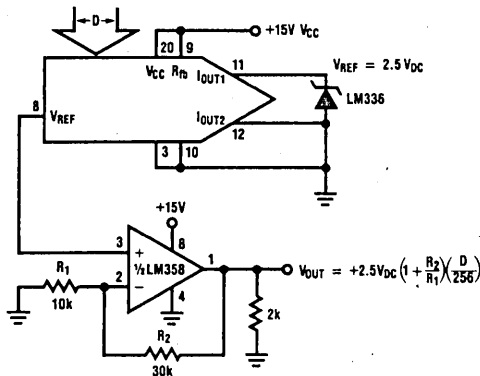 D
20 9
+15V VCC
VCC Rfb
IOUT1
11
VREF = 2.5 VDC
8
VREF
LM336
IOUT2
12
3 10
+15V
8
3
+
½ LM358
1
VOUT = +2.5VDC (1 + R2/R1)(D/256)
R1
2
−
10k
4
2k
R2
30k